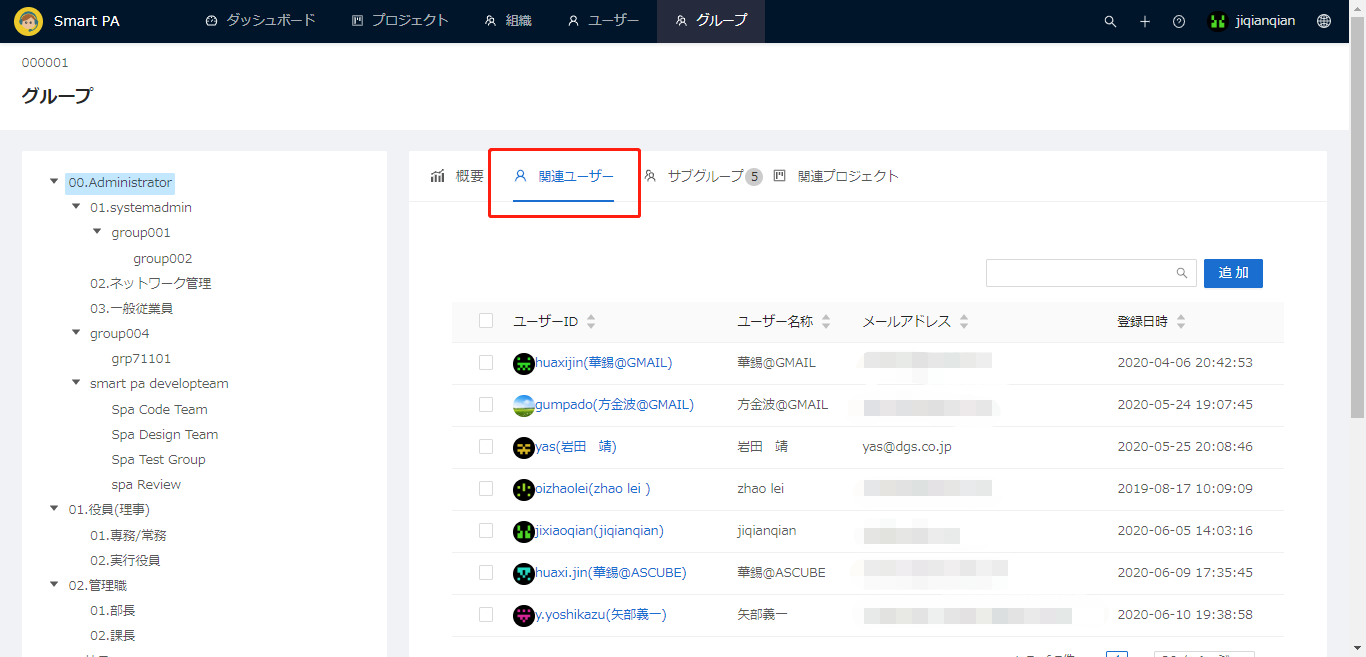 Smart PA ダッシュボード プロジェクト 組織 ユーザー グループ jiqianqian
000001
グループ
00.Administrator
01.systemadmin
group001
group002
02.ネットワーク管理
03.一般従業員
group004
grp71101
smart pa developteam
Spa Code Team
Spa Design Team
Spa Test Group
spa Review
01.役員(理事)
01.専務/常務
02.実行役員
02.管理職
01.部長
02.課長
概要 関連ユーザー サブグループ 5 関連プロジェクト
追加
ユーザーID ユーザー名称 メールアドレス 登録日時
huaxijin(華錫@GMAIL) 華錫@GMAIL 2020-04-06 20:42:53
gumpado(方金波@GMAIL) 方金波@GMAIL 2020-05-24 19:07:45
yas(岩田　靖) 岩田　靖 yas@dgs.co.jp 2020-05-25 20:08:46
oizhaolei(zhao lei ) zhao lei 2019-08-17 10:09:09
jixiaoqian(jiqianqian) jiqianqian 2020-06-05 14:03:16
huaxi.jin(華錫@ASCUBE) 華錫@ASCUBE 2020-06-09 17:35:45
y.yoshikazu(矢部義一) 矢部義一 2020-06-10 19:38:58